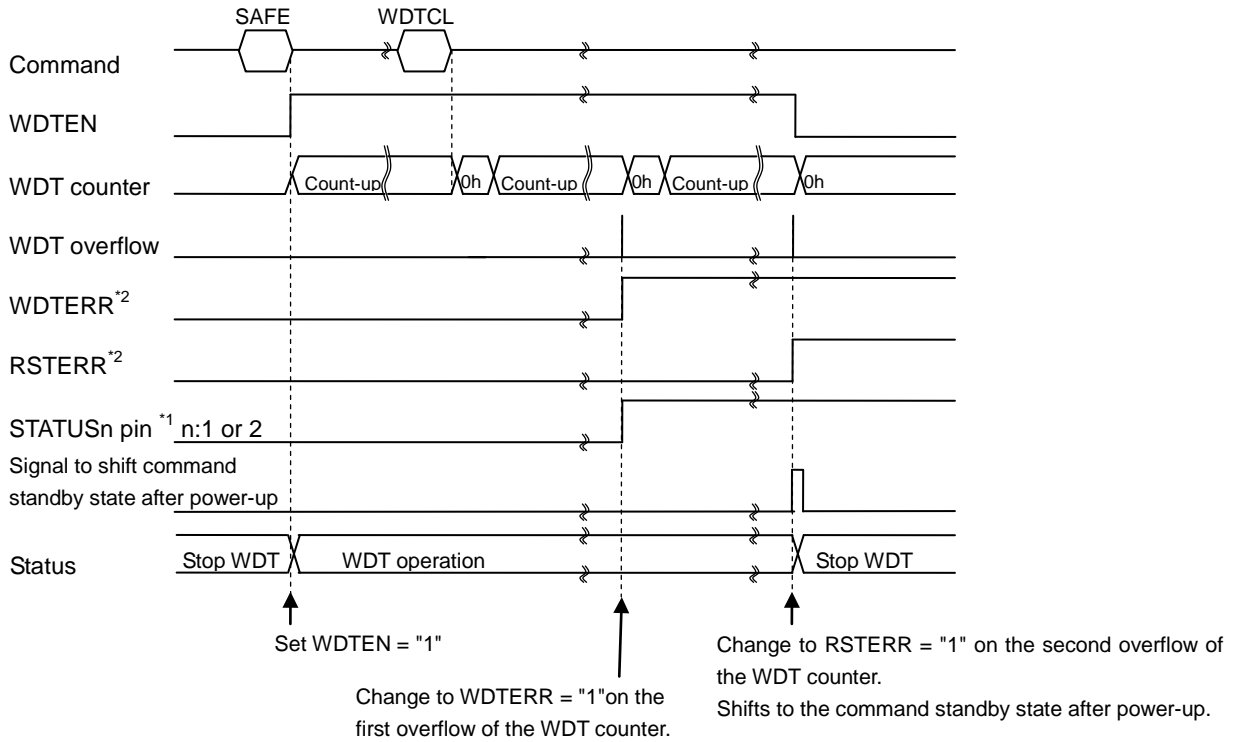 SAFE WDTCL
Command
WDTEN
WDT counter Count-up 0h Count-up 0h Count-up 0h
WDT overflow
WDTERR*2
RSTERR*2
STATUSn pin *1 n:1 or 2
Signal to shift command
standby state after power-up
Status Stop WDT WDT operation Stop WDT
Set WDTEN = "1"
Change to WDTERR = "1"on the
first overflow of the WDT counter.
Change to RSTERR = "1" on the second overflow of
the WDT counter.
Shifts to the command standby state after power-up.